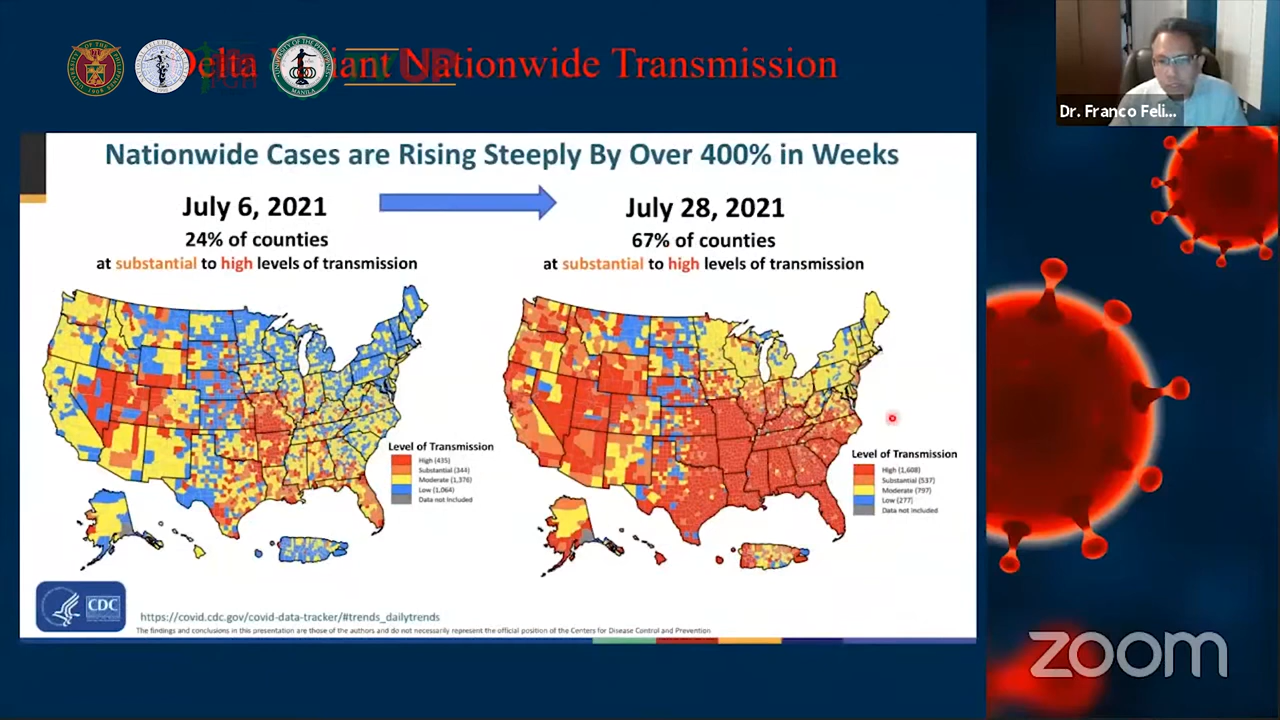 Delta Variant Nationwide Transmission
Dr. Franco Feli...
Nationwide Cases are Rising Steeply By Over 400% in Weeks
July 6, 2021
24% of counties
at substantial to high levels of transmission
July 28, 2021
67% of counties
at substantial to high levels of transmission
Level of Transmission
High (435)
Substantial (344)
Moderate (1,376)
Low (1,064)
Data not included
Level of Transmission
High (1,608)
Substantial (537)
Moderate (797)
Low (277)
Data not included
CDC
https://covid.cdc.gov/covid-data-tracker/#trends_dailytrends
The findings and conclusions in this presentation are those of the authors and do not necessarily represent the official position of the Centers for Disease Control and Prevention
zoom